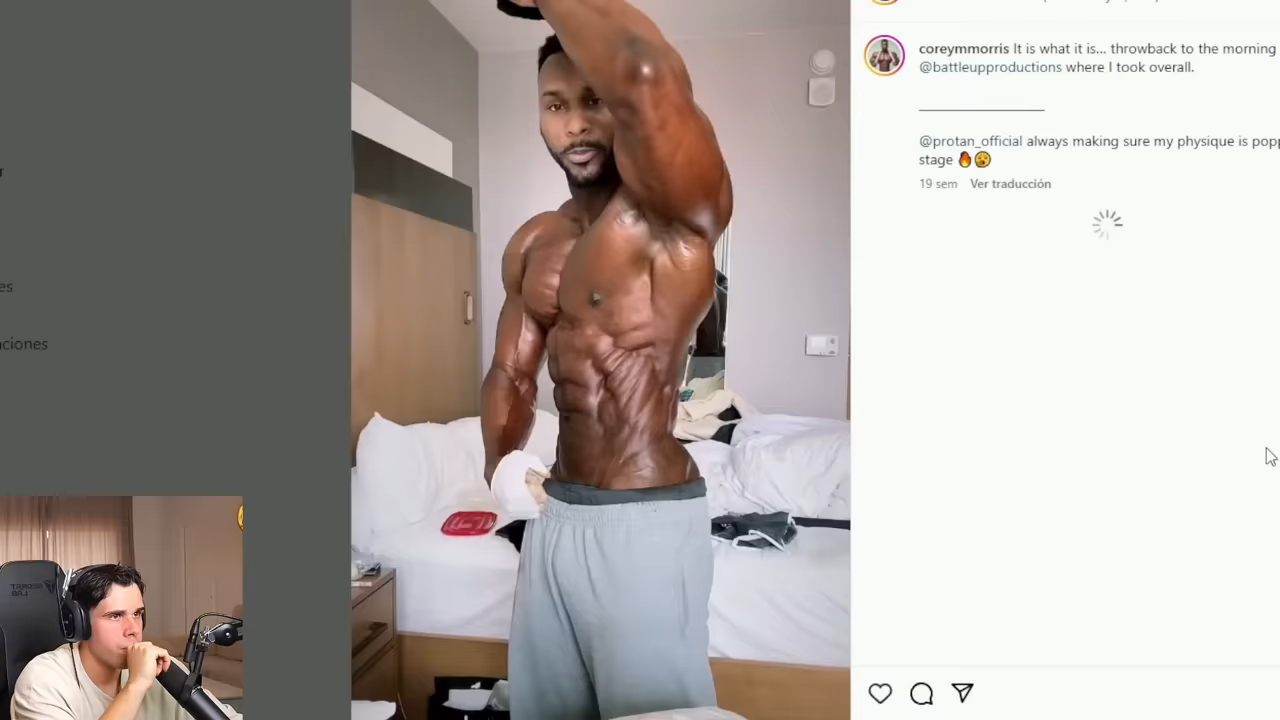 coreymmorris It is what it is... throwback to the morning
@battleupproductions where I took overall.
@protan_official always making sure my physique is popp
stage 🔥😵
19 sem Ver traducción
r
es
aciones